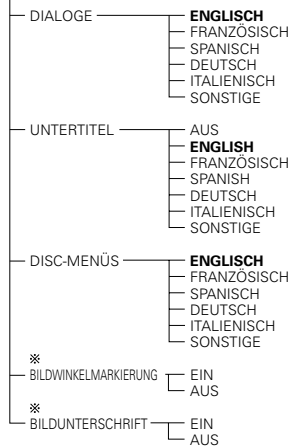 DIALOGE
ENGLISCH
FRANZÖSISCH
SPANISCH
DEUTSCH
ITALIENISCH
SONSTIGE
UNTERTITEL
AUS
ENGLISH
FRANZÖSISCH
SPANISH
DEUTSCH
ITALIENISCH
SONSTIGE
DISC-MENÜS
ENGLISCH
FRANZÖSISCH
SPANISCH
DEUTSCH
ITALIENISCH
SONSTIGE
※
BILDWINKELMARKIERUNG
EIN
AUS
※
BILDUNTERSCHRIFT
EIN
AUS